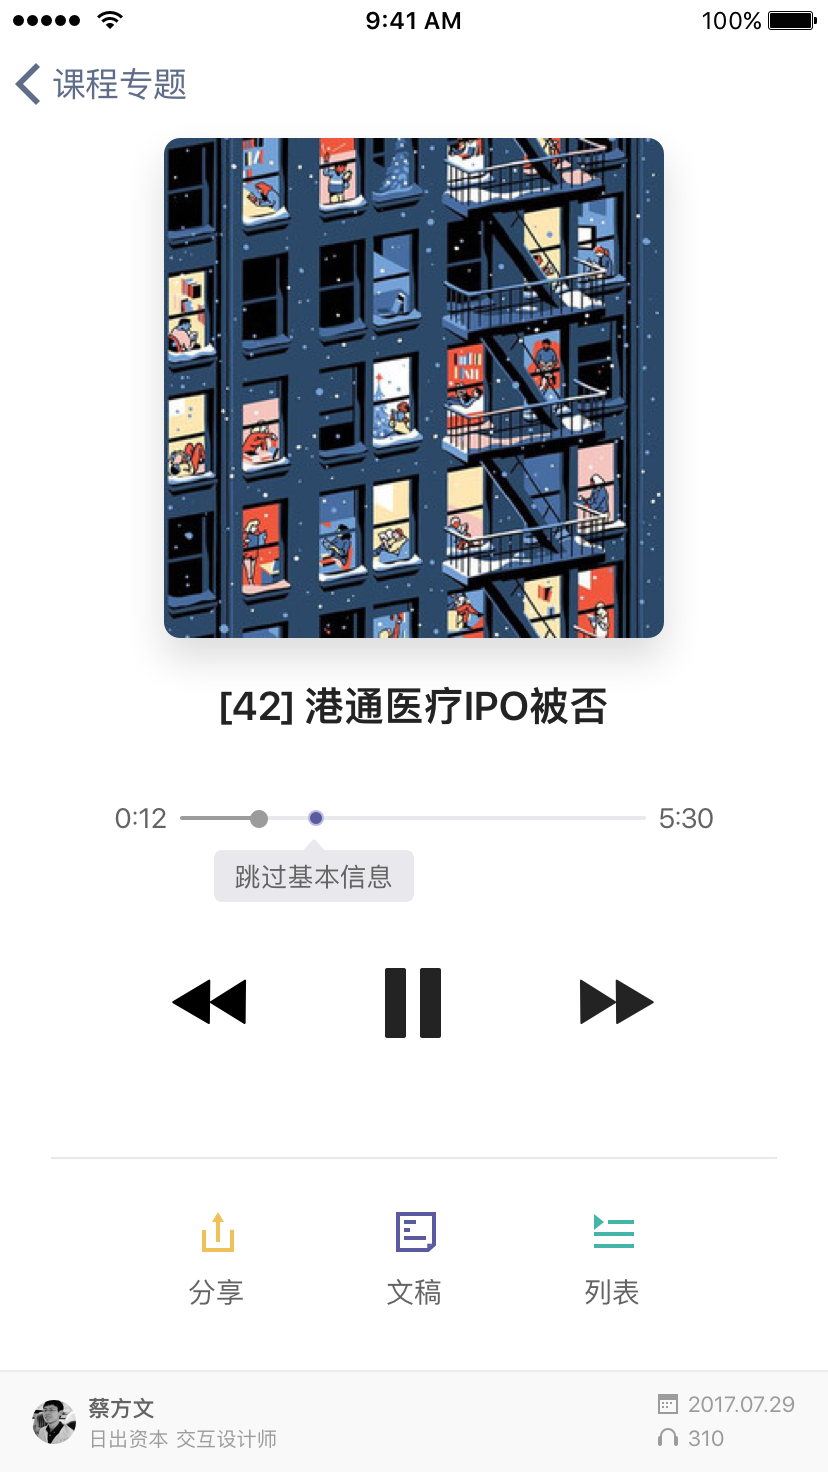 9:41 AM
100%
课程专题
[42] 港通医疗IPO被否
0:12
5:30
跳过基本信息
分享
文稿
列表
蔡方文
2017.07.29
日出资本 交互设计师
310